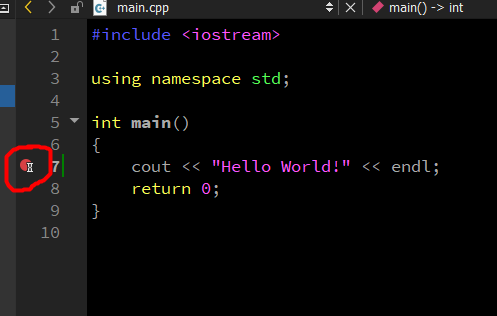 main.cpp main() -> int
1 #include <iostream>
2
3 using namespace std;
4
5 int main()
6 {
7 cout << "Hello World!" << endl;
8 return 0;
9 }
10